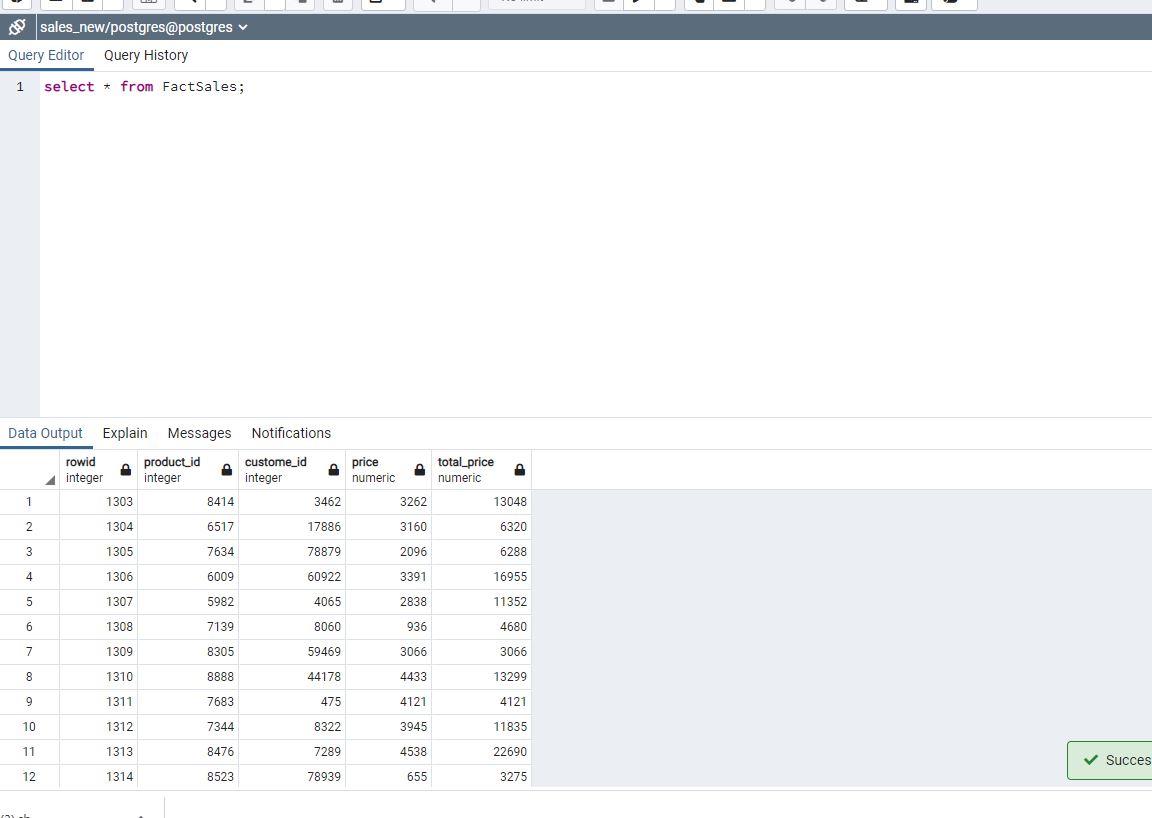 sales_new/postgres@postgres
Query Editor Query History
1 select * from FactSales;
Data Output Explain Messages Notifications
rowid product_id custome_id price total_price
integer integer integer numeric numeric
1 1303 8414 3462 3262 13048
2 1304 6517 17886 3160 6320
3 1305 7634 78879 2096 6288
4 1306 6009 60922 3391 16955
5 1307 5982 4065 2838 11352
6 1308 7139 8060 936 4680
7 1309 8305 59469 3066 3066
8 1310 8888 44178 4433 13299
9 1311 7683 475 4121 4121
10 1312 7344 8322 3945 11835
11 1313 8476 7289 4538 22690
12 1314 8523 78939 655 3275
Succes